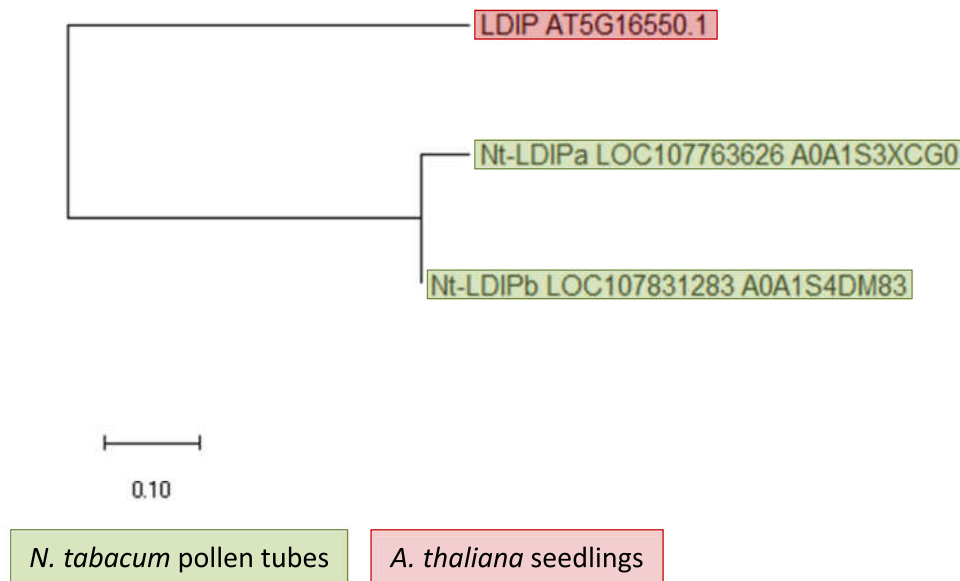 LDIP AT5G16550.1
Nt-LDIPa LOC107763626 A0A1S3XCG0
Nt-LDIPb LOC107831283 A0A1S4DM83
0.10
N. tabacum pollen tubes
A. thaliana seedlings